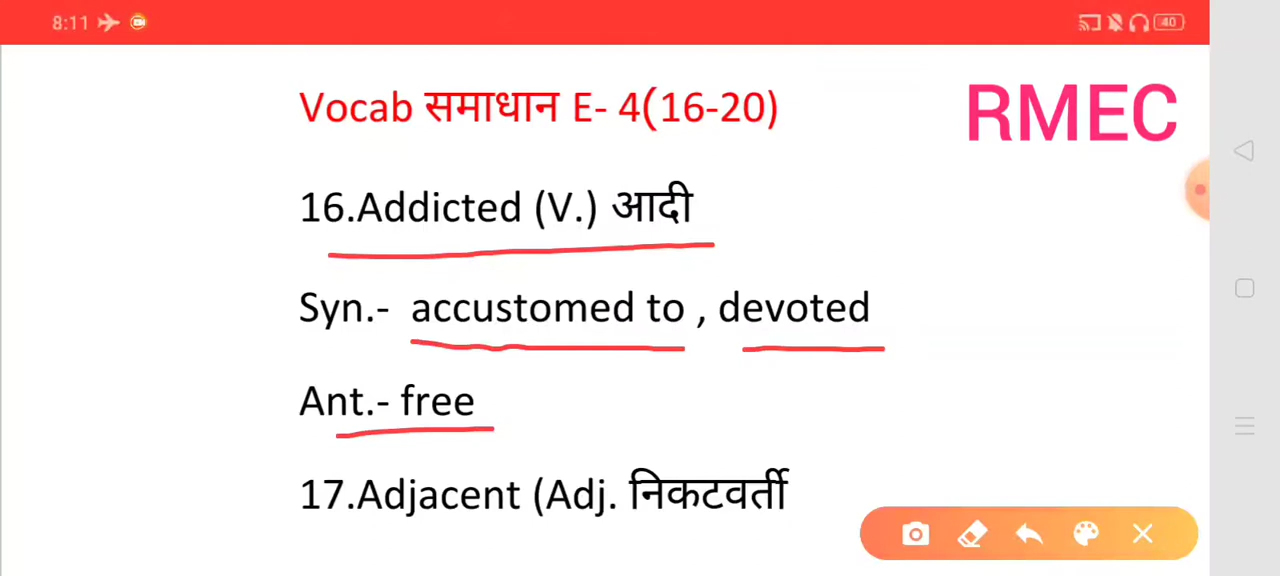 8:11
40
Vocab समाधान E- 4(16-20)
RMEC
16.Addicted (V.) आदी
Syn.- accustomed to , devoted
Ant.- free
17.Adjacent (Adj. निकटवर्ती